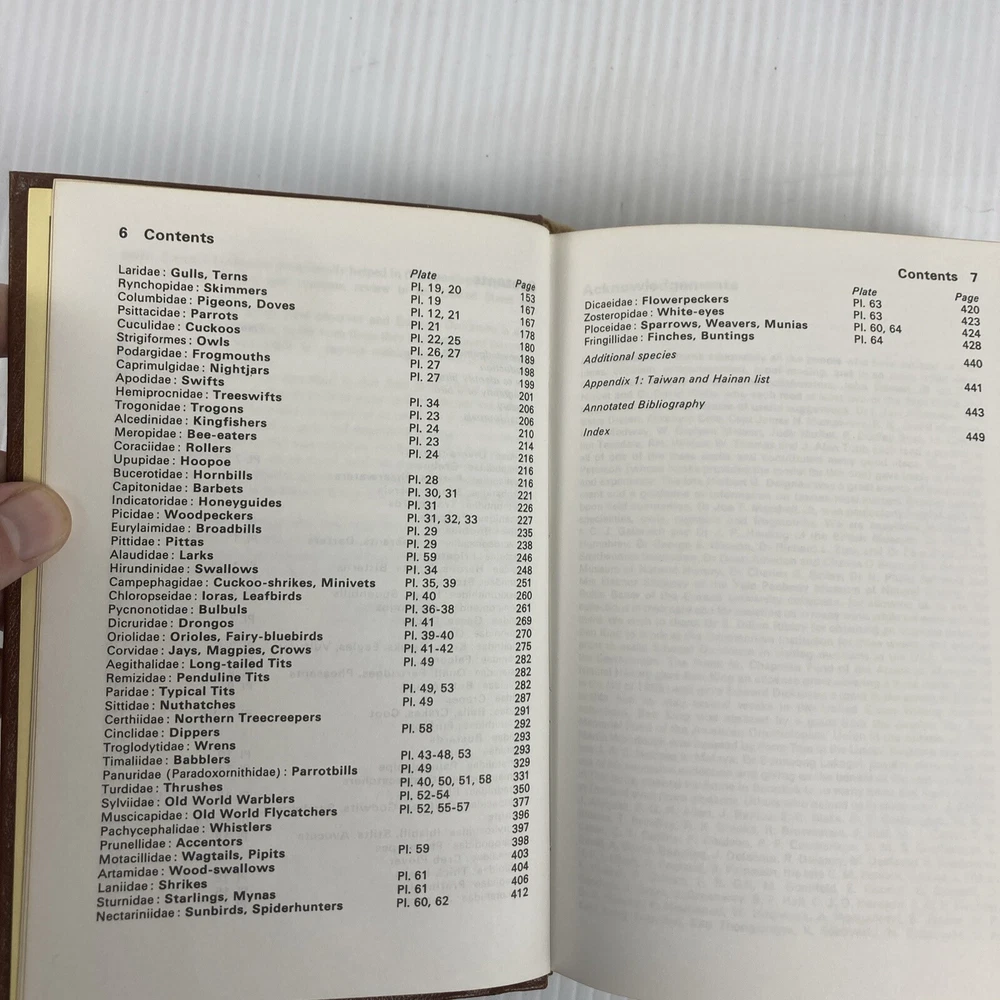 6 Contents
Plate Page
Laridae: Gulls, Terns Pl. 19, 20 153
Rynchopidae: Skimmers Pl. 19 167
Columbidae: Pigeons, Doves Pl. 12, 21 167
Psittacidae: Parrots Pl. 21 178
Cuculidae: Cuckoos Pl. 22, 25 180
Strigiformes: Owls Pl. 26, 27 189
Podargidae: Frogmouths Pl. 27 198
Caprimulgidae: Nightjars Pl. 27 199
Apodidae: Swifts 201
Hemiprocnidae: Treeswifts Pl. 34 206
Trogonidae: Trogons Pl. 23 206
Alcedinidae: Kingfishers Pl. 24 210
Meropidae: Bee-eaters Pl. 23 214
Coraciidae: Rollers Pl. 24 216
Upupidae: Hoopoe 216
Bucerotidae: Hornbills Pl. 28 216
Capitonidae: Barbets Pl. 30, 31 221
Indicatoridae: Honeyguides Pl. 31 226
Picidae: Woodpeckers Pl. 31, 32, 33 227
Eurylaimidae: Broadbills Pl. 29 235
Pittidae: Pittas Pl. 29 238
Alaudidae: Larks Pl. 59 246
Hirundinidae: Swallows Pl. 34 248
Campephagidae: Cuckoo-shrikes, Minivets Pl. 35, 39 251
Chloropseidae: Ioras, Leafbirds Pl. 40 260
Pycnonotidae: Bulbuls Pl. 36-38 261
Dicruridae: Drongos Pl. 41 269
Oriolidae: Orioles, Fairy-bluebirds Pl. 39-40 270
Corvidae: Jays, Magpies, Crows Pl. 41-42 275
Aegithalidae: Long-tailed Tits Pl. 49 282
Remizidae: Penduline Tits 282
Paridae: Typical Tits Pl. 49, 53 282
Sittidae: Nuthatches Pl. 49 287
Certhiidae: Northern Treecreepers 291
Cinclidae: Dippers Pl. 58 292
Troglodytidae: Wrens 293
Timaliidae: Babblers Pl. 43-48, 53 293
Panuridae (Paradoxornithidae): Parrotbills Pl. 49 329
Turdidae: Thrushes Pl. 40, 50, 51, 58 331
Sylviidae: Old World Warblers Pl. 52-54 350
Muscicapidae: Old World Flycatchers Pl. 52, 55-57 377
Pachycephalidae: Whistlers 396
Prunellidae: Accentors 397
Motacillidae: Wagtails, Pipits Pl. 59 398
Artamidae: Wood-swallows 403
Laniidae: Shrikes Pl. 61 404
Sturnidae: Starlings, Mynas Pl. 61 406
Nectariniidae: Sunbirds, Spiderhunters Pl. 60, 62 412
Contents 7
Plate Page
Dicaeidae: Flowerpeckers Pl. 63 420
Zosteropidae: White-eyes Pl. 63 423
Ploceidae: Sparrows, Weavers, Munias Pl. 60, 64 424
Fringillidae: Finches, Buntings Pl. 64 428
Additional species 440
Appendix 1: Taiwan and Hainan list 441
Annotated Bibliography 443
Index 449